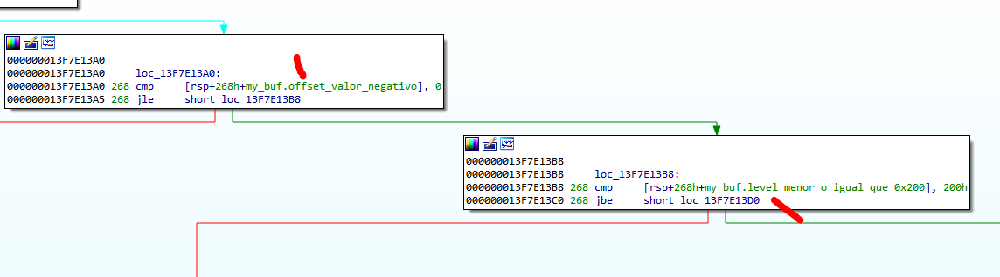 000000013F7E13A0
000000013F7E13A0 loc_13F7E13A0:
000000013F7E13A0 268 cmp [rsp+268h+my_buf.offset_valor_negativo], 0
000000013F7E13A5 268 jle short loc_13F7E13B8
000000013F7E13B8
000000013F7E13B8 loc_13F7E13B8:
000000013F7E13B8 268 cmp [rsp+268h+my_buf.level_menor_o_igual_que_0x200], 200h
000000013F7E13C0 268 jbe short loc_13F7E13D0